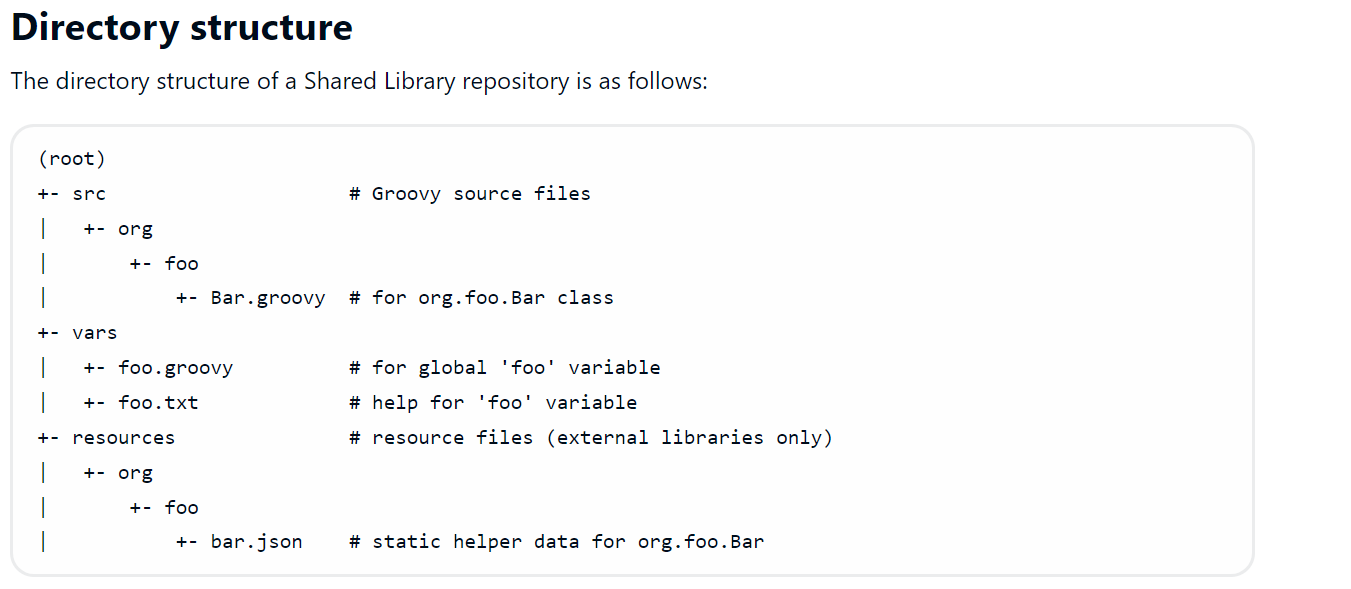 Directory structure
The directory structure of a Shared Library repository is as follows:
(root)
+- src                     # Groovy source files
|   +- org
|       +- foo
|           +- Bar.groovy  # for org.foo.Bar class
+- vars
|   +- foo.groovy          # for global 'foo' variable
|   +- foo.txt             # help for 'foo' variable
+- resources               # resource files (external libraries only)
|   +- org
|       +- foo
|           +- bar.json    # static helper data for org.foo.Bar